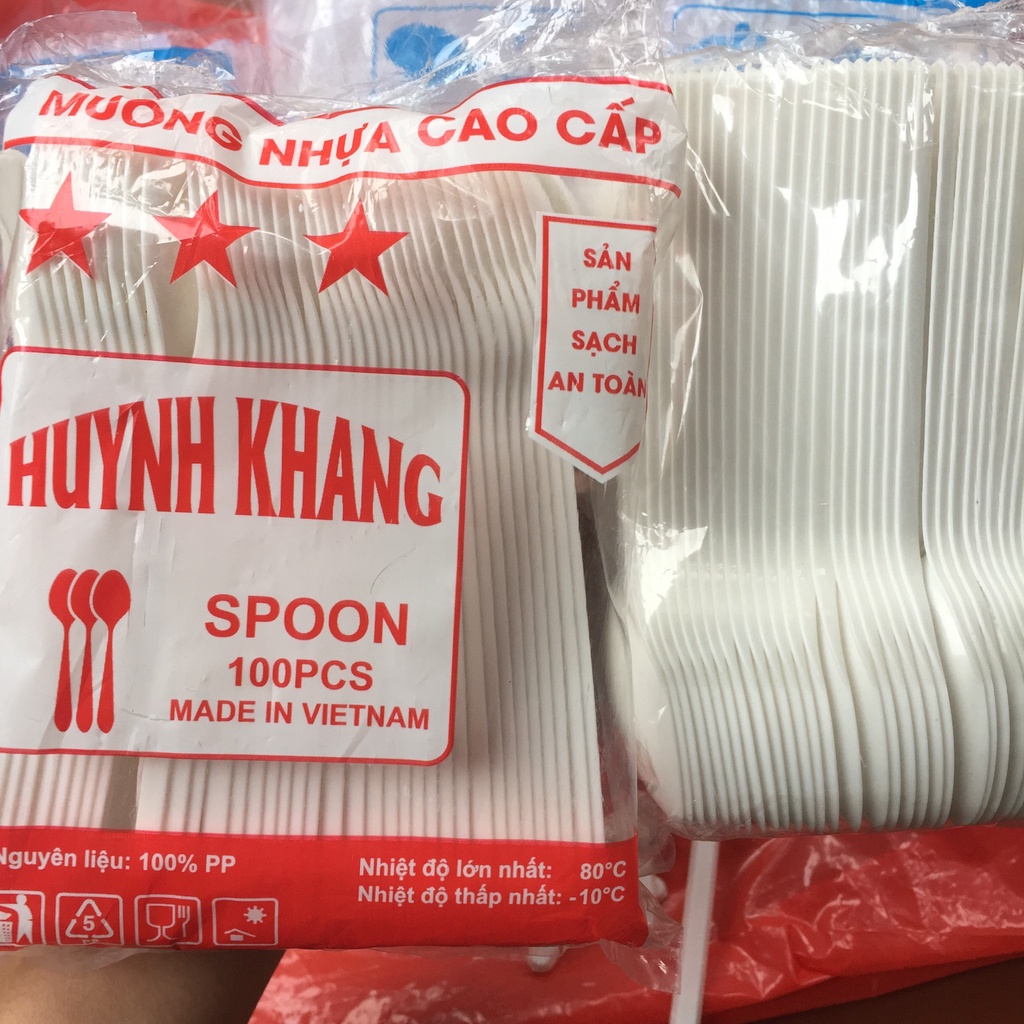 MUỖNG NHỰA CAO CẤP
SẢN
PHẨM
SẠCH
AN TOÀN
HUỲNH KHANG
SPOON
100PCS
MADE IN VIETNAM
Nguyên liệu: 100% PP
Nhiệt độ lớn nhất: 80°C
Nhiệt độ thấp nhất: -10°C
5